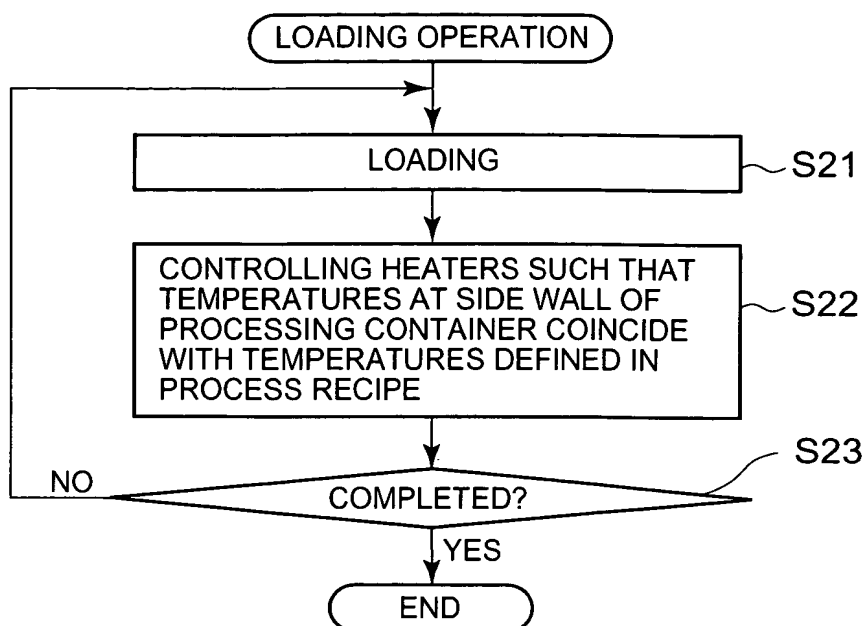 LOADING OPERATION
LOADING
S21
CONTROLLING HEATERS SUCH THAT
TEMPERATURES AT SIDE WALL OF
PROCESSING CONTAINER COINCIDE
WITH TEMPERATURES DEFINED IN
PROCESS RECIPE
S22
S23
NO
COMPLETED?
YES
END